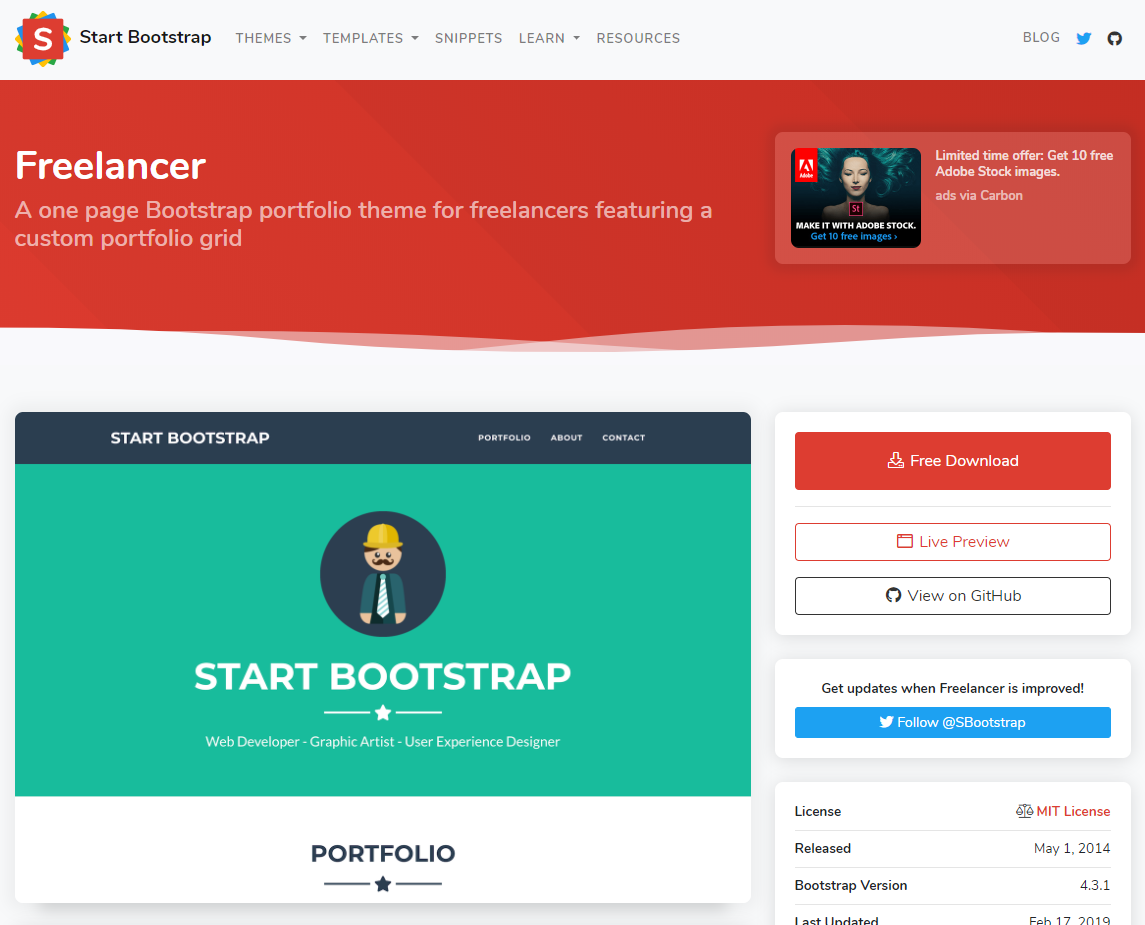 S Start Bootstrap THEMES TEMPLATES SNIPPETS LEARN RESOURCES BLOG
Freelancer
A one page Bootstrap portfolio theme for freelancers featuring a
custom portfolio grid
Adobe
St
MAKE IT WITH ADOBE STOCK.
Get 10 free images ›
Limited time offer: Get 10 free
Adobe Stock images.
ads via Carbon
START BOOTSTRAP PORTFOLIO ABOUT CONTACT
START BOOTSTRAP
Web Developer - Graphic Artist - User Experience Designer
PORTFOLIO
Free Download
Live Preview
View on GitHub
Get updates when Freelancer is improved!
Follow @SBootstrap
License MIT License
Released May 1, 2014
Bootstrap Version 4.3.1
Last Updated Feb 17, 2019